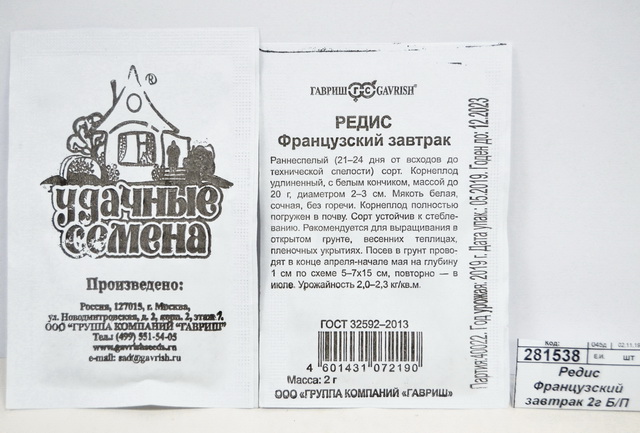 ®
удачные
семена
Произведено:
Россия, 127015, г. Москва,
ул. Новодмитровская, д. 2, корп. 2, этаж 7.
ООО "ГРУППА КОМПАНИЙ "ГАВРИШ"
Тел.: (499) 551-54-05
www.gavrishseeds.ru
e-mail: sad@gavrish.ru
ГАВРИШ ГС GAVRISH®
РЕДИС
Французский завтрак
Раннеспелый (21–24 дня от всходов до
технической спелости) сорт. Корнеплод
удлиненный, с белым кончиком, массой до
20 г, диаметром 2–3 см. Мякоть белая,
сочная, без горечи. Корнеплод полностью
погружен в почву. Сорт устойчив к стебле-
ванию. Рекомендуется для выращивания в
открытом грунте, весенних теплицах,
пленочных укрытиях. Посев в грунт прово-
дят в конце апреля-начале мая на глубину
1 см по схеме 5–7х15 см, повторно — в
июле. Урожайность 2,0–2,3 кг/кв.м.
ГОСТ 32592–2013
4 601431 072190
Масса: 2 г
ООО «ГРУППА КОМПАНИЙ «ГАВРИШ»
Партия:40022. Год урожая: 2019 г. Дата упак.: 05.2019. Годен до: 12.2023
Код:
281538
Е.И.
ШТ
Редис
Французский
завтрак 2г Б/П